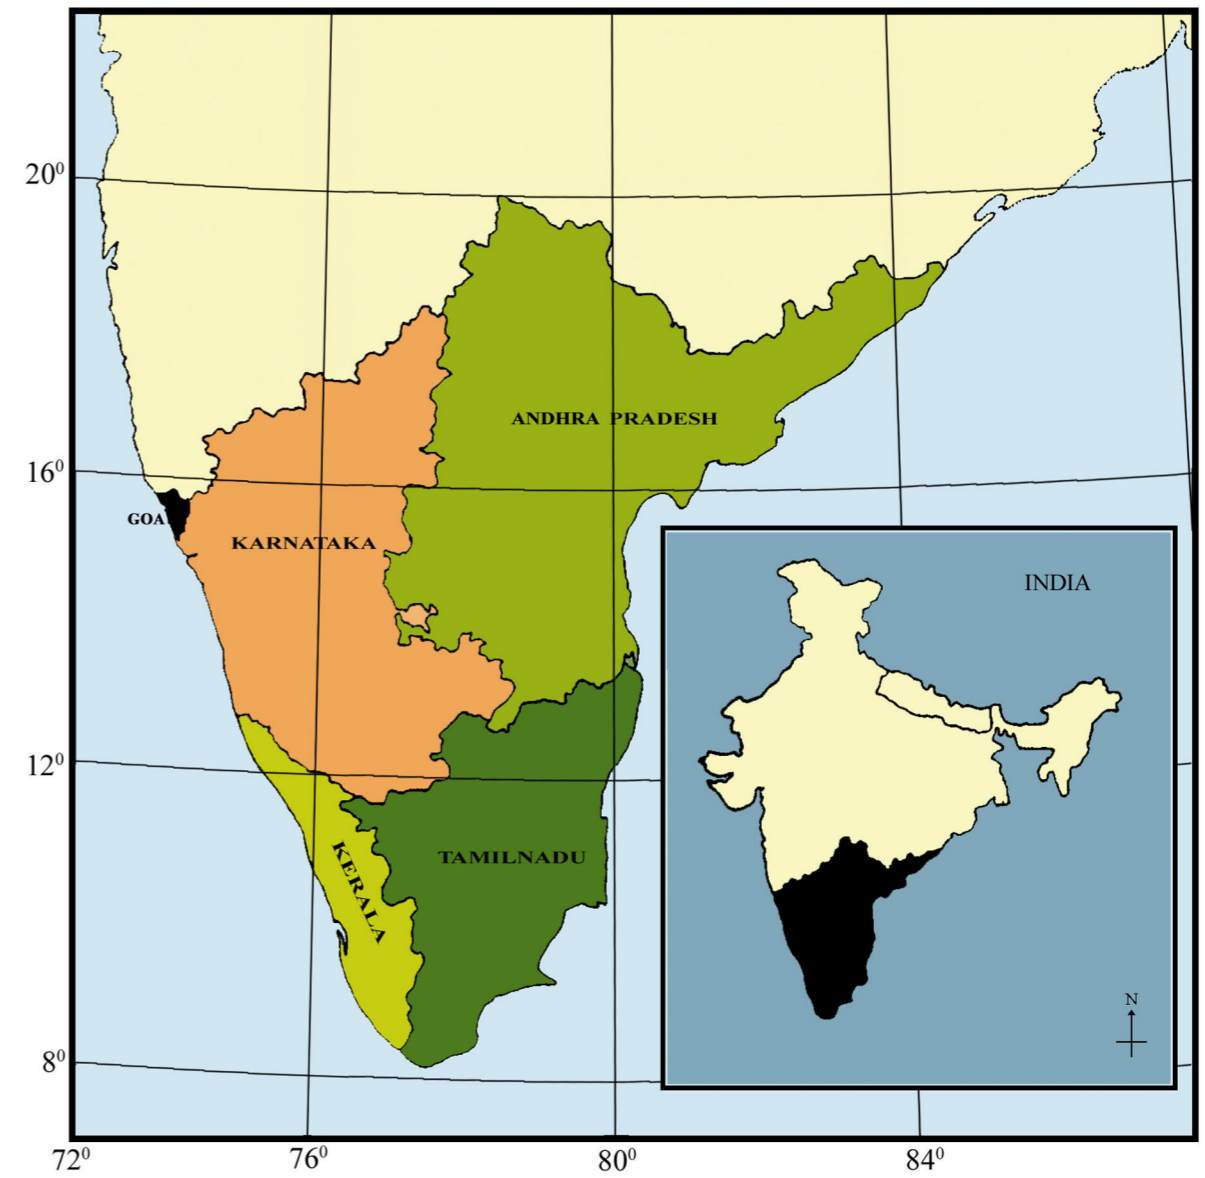 20⁰
ANDHRA PRADESH
16⁰
GOA
KARNATAKA
INDIA
12⁰
TAMILNADU
KERALA
N
8⁰
72⁰ 76⁰ 80⁰ 84⁰